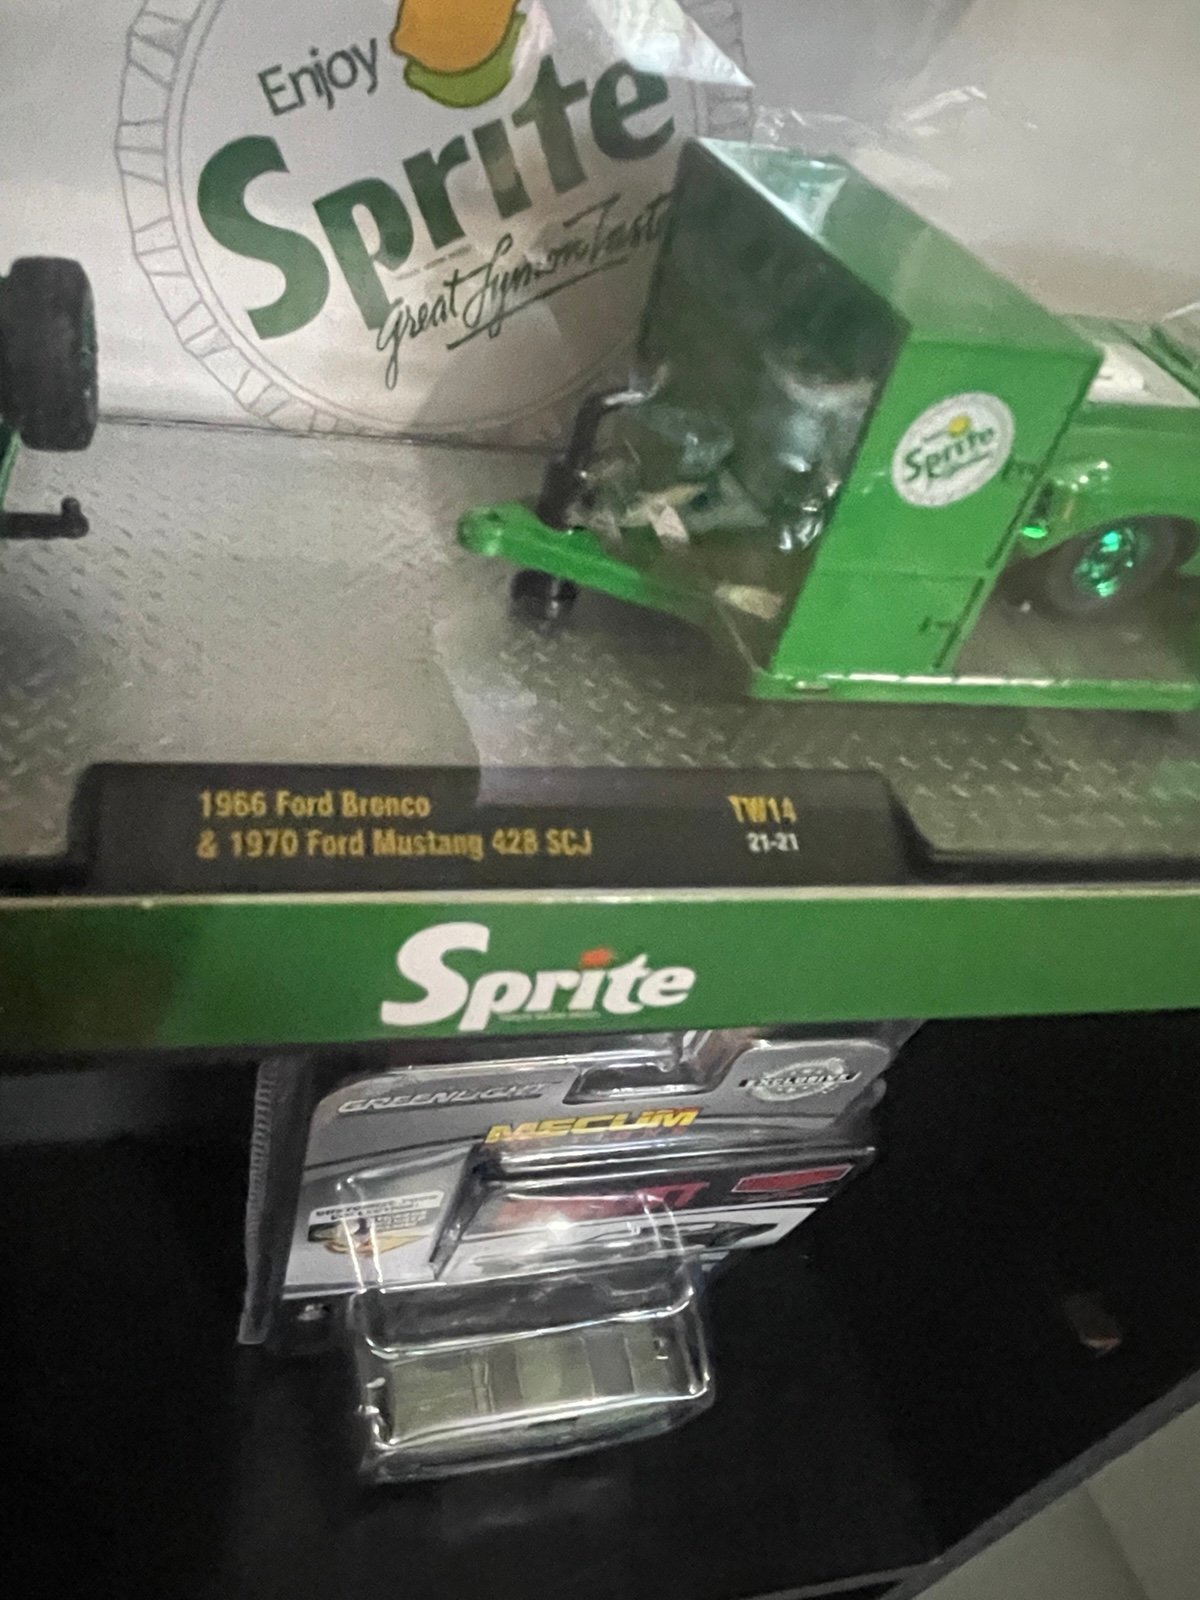 Enjoy
Sprite
Great Lymon Taste
Sprite
1966 Ford Bronco
& 1970 Ford Mustang 428 SCJ
TW14
21-21
Sprite
GREENLIGHT
MECUM